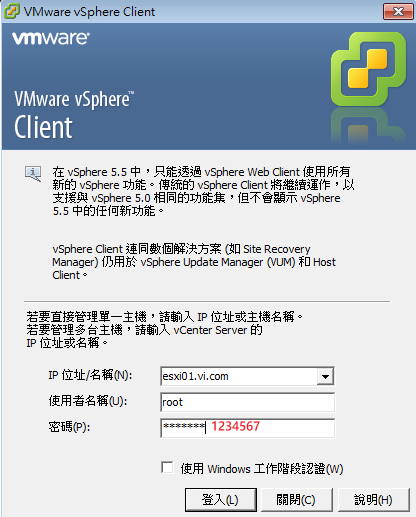 VMware vSphere Client
vmware®
VMware vSphere™
Client
在 vSphere 5.5 中，只能透過 vSphere Web Client 使用所有
新的 vSphere 功能。傳統的 vSphere Client 將繼續運作，以
支援與 vSphere 5.0 相同的功能集，但不會顯示 vSphere
5.5 中的任何新功能。
vSphere Client 連同數個解決方案 (如 Site Recovery
Manager) 仍用於 vSphere Update Manager (VUM) 和 Host
Client。
若要直接管理單一主機，請輸入 IP 位址或主機名稱。
若要管理多台主機，請輸入 vCenter Server 的
IP 位址或名稱。
IP 位址/名稱(N): esxi01.vi.com
使用者名稱(U): root
密碼(P): ******* 1234567
使用 Windows 工作階段認證(W)
登入(L) 關閉(C) 說明(H)